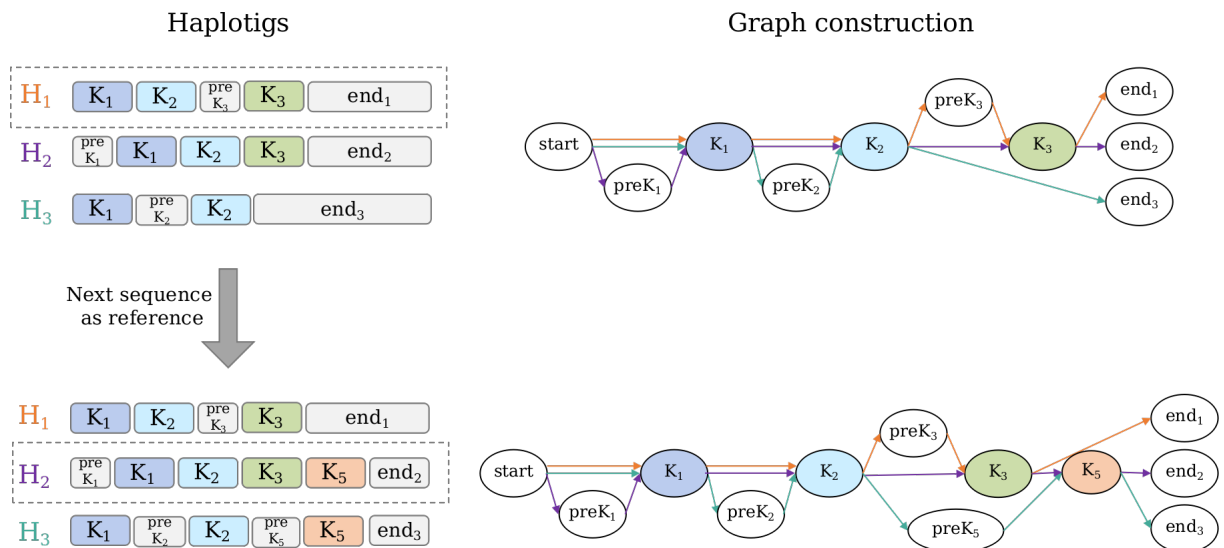 Haplotigs
Graph construction
H₁ K₁ K₂ pre K₃ K₃ end₁
H₂ pre K₁ K₁ K₂ K₃ end₂
H₃ K₁ pre K₂ K₂ end₃
start preK₁ K₁ preK₂ K₂ preK₃ K₃ end₁
end₂
end₃
Next sequence
as reference
H₁ K₁ K₂ pre K₃ K₃ end₁
H₂ pre K₁ K₁ K₂ K₃ K₅ end₂
H₃ K₁ pre K₂ K₂ pre K₅ K₅ end₃
start preK₁ K₁ preK₂ K₂ preK₃ preK₅ K₃ K₅ end₁
end₂
end₃